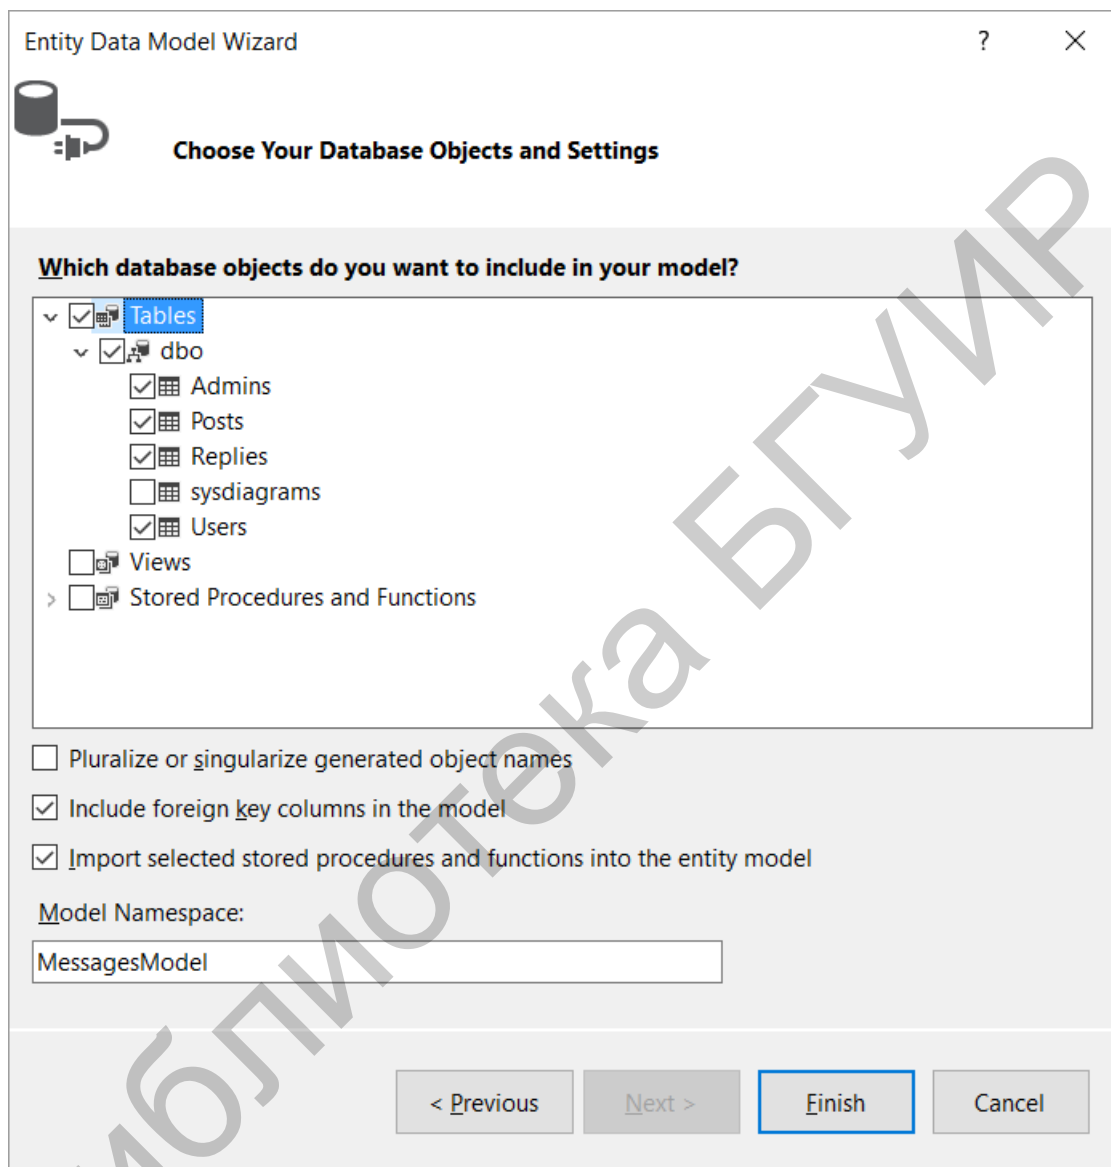 Entity Data Model Wizard
?
Choose Your Database Objects and Settings
Which database objects do you want to include in your model?
Tables
dbo
Admins
Posts
Replies
sysdiagrams
Users
Views
Stored Procedures and Functions
Pluralize or singularize generated object names
Include foreign key columns in the model
Import selected stored procedures and functions into the entity model
Model Namespace:
MessagesModel
< Previous
Next >
Finish
Cancel
иблиотека БГУИР